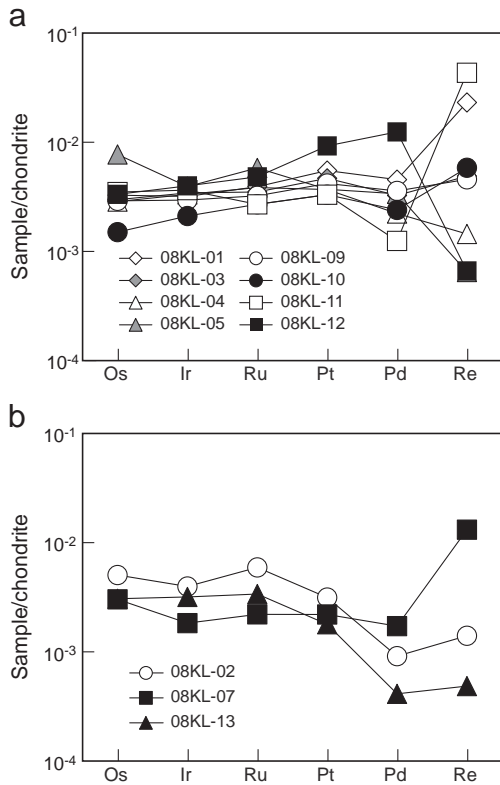 a
10-1
10-2
10-3
10-4
Sample/chondrite
08KL-01 08KL-09
08KL-03 08KL-10
08KL-04 08KL-11
08KL-05 08KL-12
Os Ir Ru Pt Pd Re
b
10-1
10-2
10-3
10-4
Sample/chondrite
08KL-02
08KL-07
08KL-13
Os Ir Ru Pt Pd Re